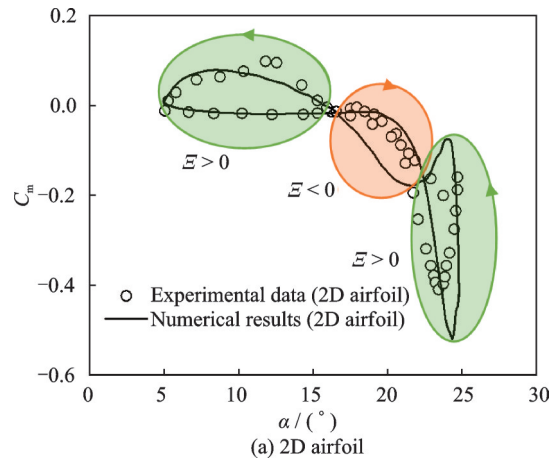 0.2
0.0
−0.2
−0.4
−0.6
C_m
Ξ > 0
Ξ < 0
Ξ > 0
Experimental data (2D airfoil)
Numerical results (2D airfoil)
0 5 10 15 20 25 30
α / (°)
(a) 2D airfoil